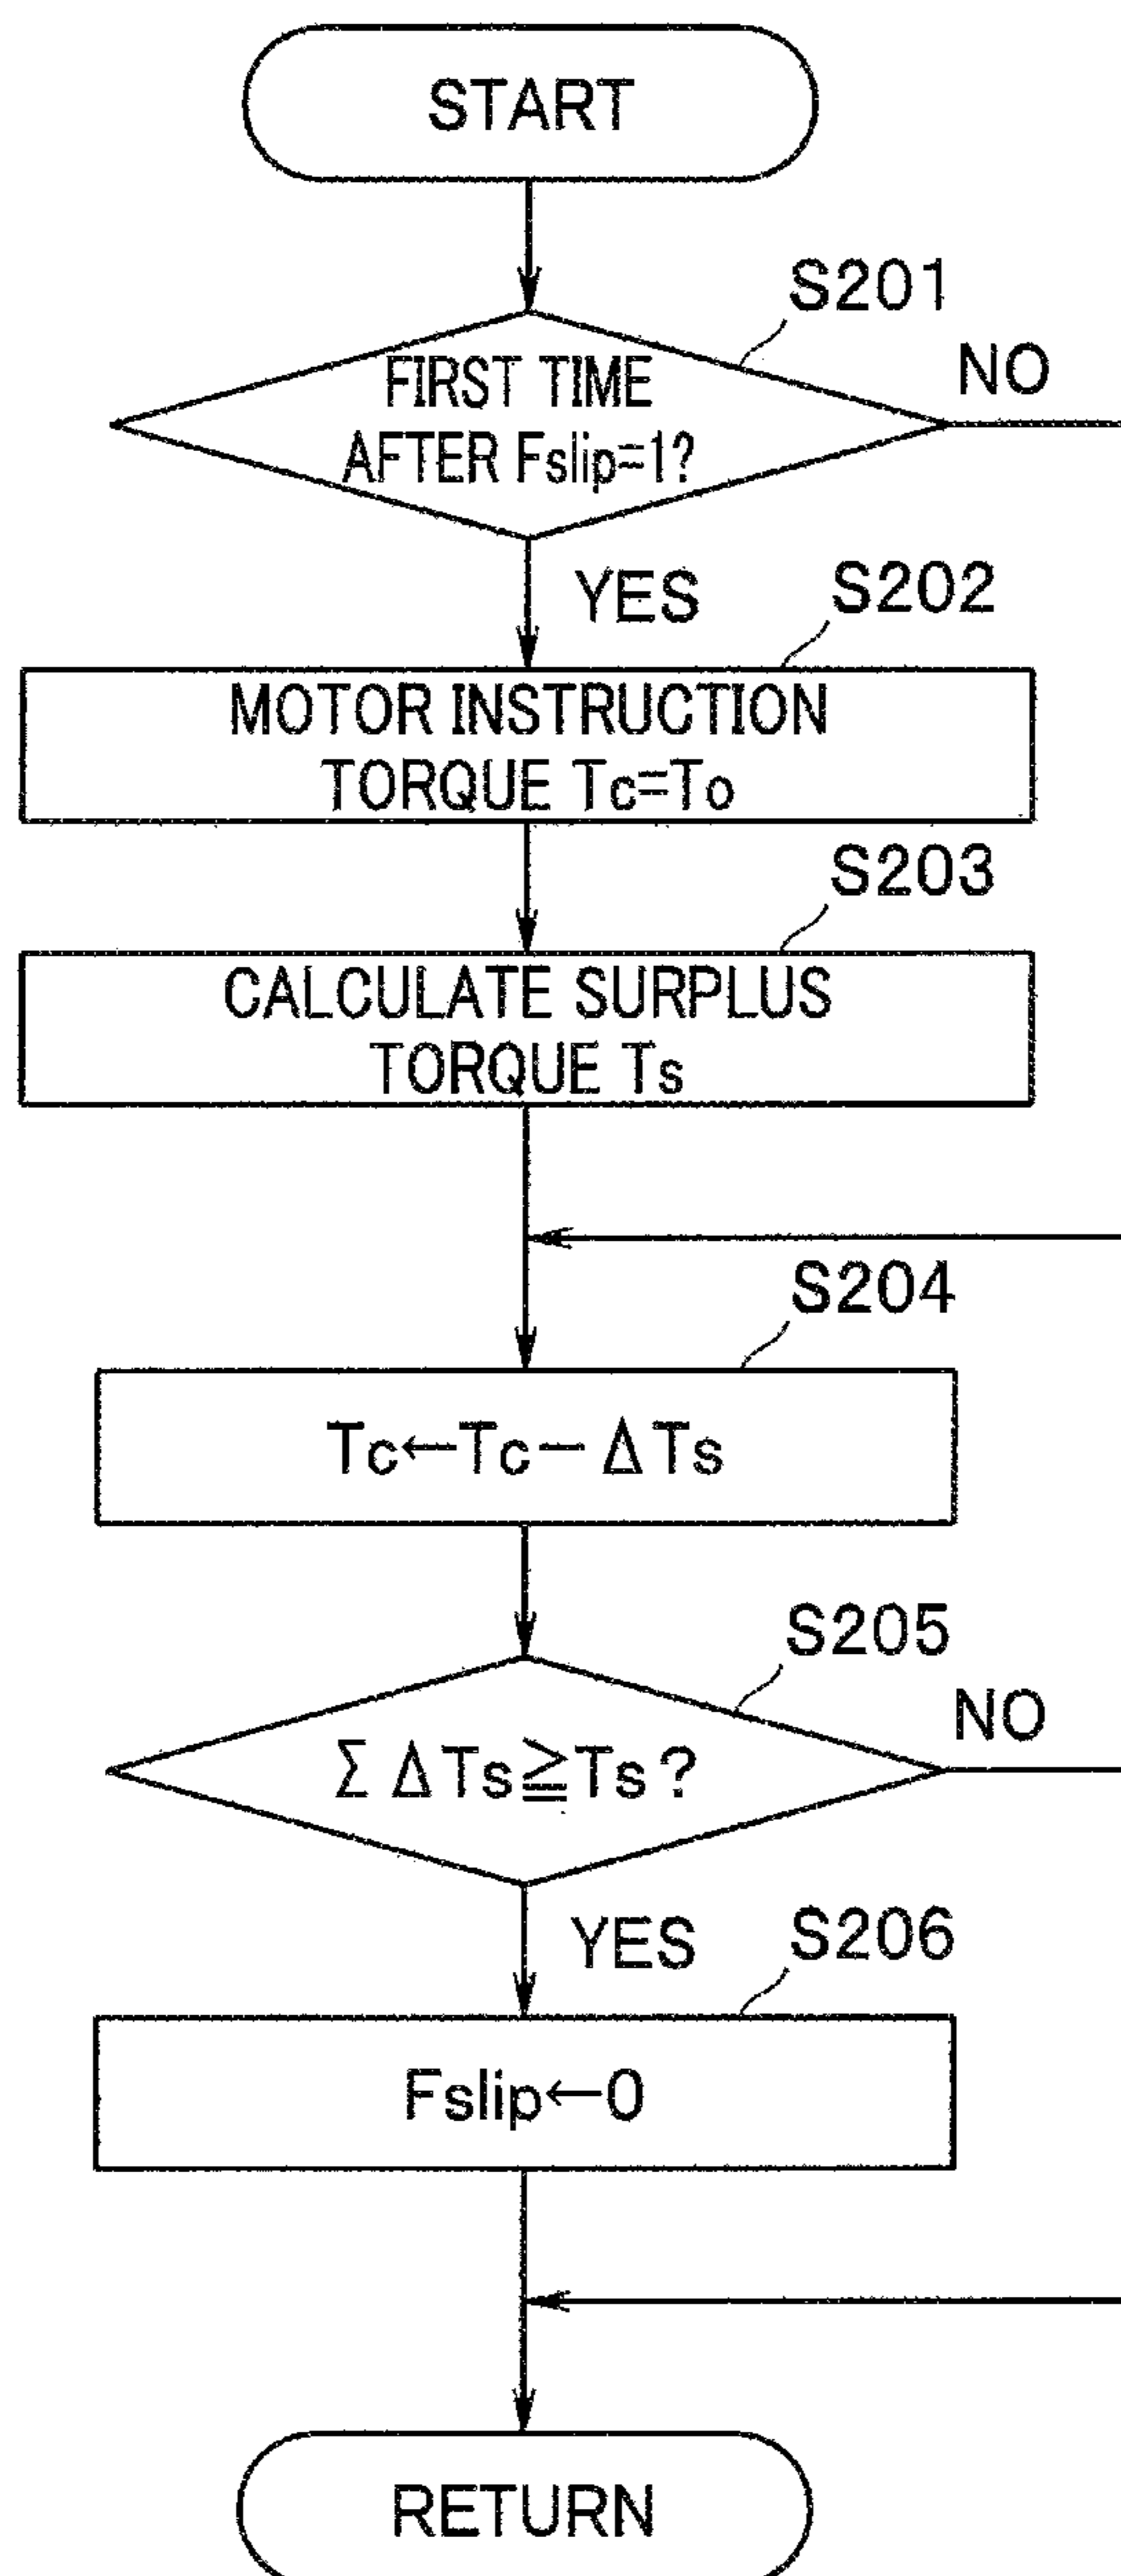 START
S201
NO
FIRST TIME
AFTER Fslip=1?
YES
S202
MOTOR INSTRUCTION
TORQUE Tc=To
S203
CALCULATE SURPLUS
TORQUE Ts
S204
Tc←Tc−ΔTs
S205
NO
ΣΔTs≧Ts?
YES
S206
Fslip←0
RETURN